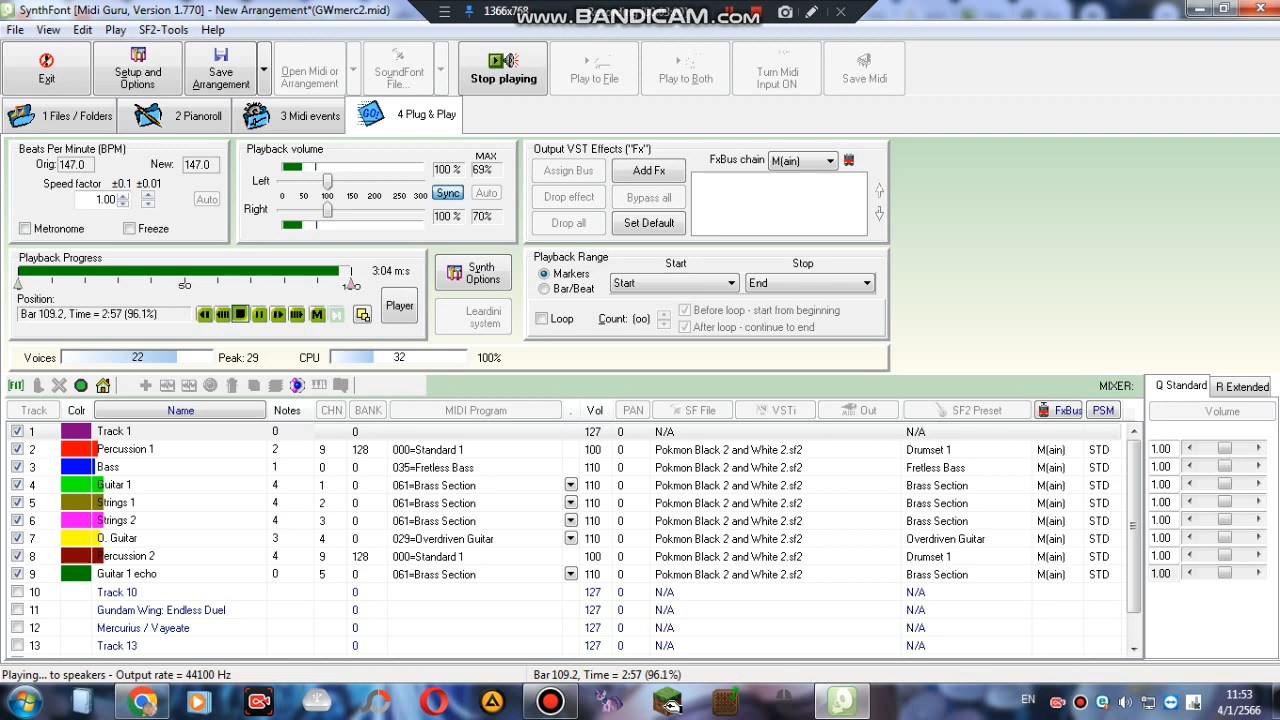 SynthFont [Midi Guru, Version 1.770] - New Arrangement*(GWmerc2.mid)
1366x768
www.BANDICAM.com
File View Edit Play SF2-Tools Help
Exit
Setup and Options
Save Arrangement
Open Midi or Arrangement
SoundFont File...
Stop playing
Play to File
Play to Both
Turn Midi Input ON
Save Midi
1 Files / Folders
2 Pianoroll
3 Midi events
GO!
4 Plug & Play
Beats Per Minute (BPM)
Orig: 147.0 New: 147.0
Speed factor ±0.1 ±0.01
1.00 Auto
Metronome Freeze
Playback volume MAX
Left 100 % 69%
0 50 100 150 200 250 300 Sync Auto
Right 100 % 70%
Output VST Effects ("Fx") FxBus chain M(ain)
Assign Bus Add Fx
Drop effect Bypass all
Drop all Set Default
Playback Progress
3:04 m:s
Position:
Bar 109.2, Time = 2:57 (96.1%)
M
Player
Synth Options
Leardini system
Playback Range Start Stop
Markers Start End
Bar/Beat
Loop Count: (oo)
Before loop - start from beginning
After loop - continue to end
Voices 22 Peak: 29 CPU 32 100%
MIXER: Q Standard R Extended
Track Colr Name Notes CHN BANK MIDI Program . Vol PAN SF File VSTi Out SF2 Preset FxBus PSM Volume
1 Track 1 0 0 127 0 N/A N/A
2 Percussion 1 2 9 128 000=Standard 1 100 0 Pokmon Black 2 and White 2.sf2 Drumset 1 M(ain) STD 1.00
3 Bass 1 0 0 035=Fretless Bass 110 0 Pokmon Black 2 and White 2.sf2 Fretless Bass M(ain) STD 1.00
4 Guitar 1 4 1 0 061=Brass Section 110 0 Pokmon Black 2 and White 2.sf2 Brass Section M(ain) STD 1.00
5 Strings 1 4 2 0 061=Brass Section 110 0 Pokmon Black 2 and White 2.sf2 Brass Section M(ain) STD 1.00
6 Strings 2 4 3 0 061=Brass Section 110 0 Pokmon Black 2 and White 2.sf2 Brass Section M(ain) STD 1.00
7 O. Guitar 3 4 0 029=Overdriven Guitar 110 0 Pokmon Black 2 and White 2.sf2 Overdriven Guitar M(ain) STD 1.00
8 Percussion 2 4 9 128 000=Standard 1 100 0 Pokmon Black 2 and White 2.sf2 Drumset 1 M(ain) STD 1.00
9 Guitar 1 echo 0 5 0 061=Brass Section 110 0 Pokmon Black 2 and White 2.sf2 Brass Section M(ain) STD 1.00
10 Track 10 0 127 0 N/A N/A
11 Gundam Wing: Endless Duel 0 127 0 N/A N/A
12 Mercurius / Vayeate 0 127 0 N/A N/A
13 Track 13 0 127 0 N/A N/A
Playing... to speakers - Output rate = 44100 Hz Bar 109.2, Time = 2:57 (96.1%)
EN 11:53
4/1/2566